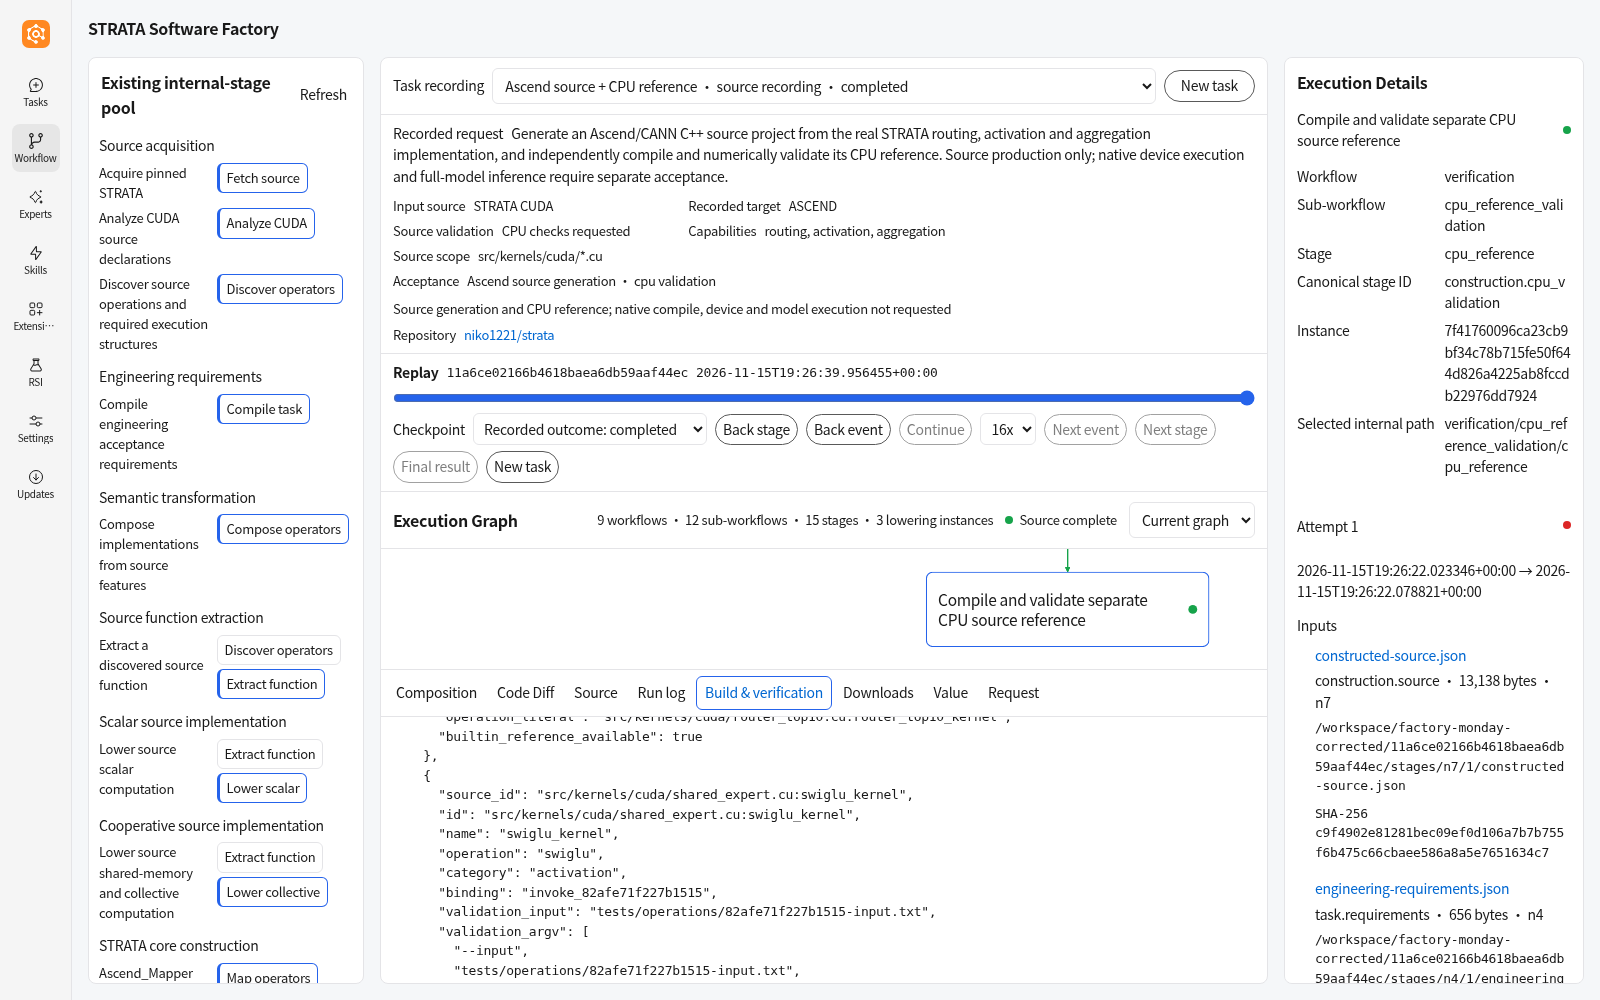 STRATA Software Factory
Tasks
Workflow
Experts
Skills
Extensi···
RSI
Settings
Updates
Existing internal-stage
pool
Refresh
Source acquisition
Acquire pinned
STRATA
Fetch source
Analyze CUDA
source
declarations
Analyze CUDA
Discover source
operations and
required execution
structures
Discover operators
Engineering requirements
Compile
engineering
acceptance
requirements
Compile task
Semantic transformation
Compose
implementations
from source
features
Compose operators
Source function extraction
Extract a
discovered source
function
Discover operators
Extract function
Scalar source implementation
Lower source
scalar
computation
Extract function
Lower scalar
Cooperative source implementation
Lower source
shared-memory
and collective
computation
Extract function
Lower collective
STRATA core construction
Ascend_Mapper
Map operators
Task recording
Ascend source + CPU reference • source recording • completed
New task
Recorded request Generate an Ascend/CANN C++ source project from the real STRATA routing, activation and aggregation
implementation, and independently compile and numerically validate its CPU reference. Source production only; native device execution
and full-model inference require separate acceptance.
Input source STRATA CUDA
Recorded target ASCEND
Source validation CPU checks requested
Capabilities routing, activation, aggregation
Source scope src/kernels/cuda/*.cu
Acceptance Ascend source generation • cpu validation
Source generation and CPU reference; native compile, device and model execution not requested
Repository niko1221/strata
Replay 11a6ce02166b4618baea6db59aaf44ec 2026-11-15T19:26:39.956455+00:00
Checkpoint
Recorded outcome: completed
Back stage
Back event
Continue
16x
Next event
Next stage
Final result
New task
Execution Graph
9 workflows • 12 sub-workflows • 15 stages • 3 lowering instances
Source complete
Current graph
Compile and validate separate
CPU source reference
Composition
Code Diff
Source
Run log
Build & verification
Downloads
Value
Request
"operation_literal": "src/kernels/cuda/router_top10.cu:router_top10_kernel",
"builtin_reference_available": true
},
{
"source_id": "src/kernels/cuda/shared_expert.cu:swiglu_kernel",
"id": "src/kernels/cuda/shared_expert.cu:swiglu_kernel",
"name": "swiglu_kernel",
"operation": "swiglu",
"category": "activation",
"binding": "invoke_82afe71f227b1515",
"validation_input": "tests/operations/82afe71f227b1515-input.txt",
"validation_argv": [
"--input",
"tests/operations/82afe71f227b1515-input.txt",
Execution Details
Compile and validate separate CPU
source reference
Workflow
verification
Sub-workflow
cpu_reference_vali
dation
Stage
cpu_reference
Canonical stage ID
construction.cpu_v
alidation
Instance
7f41760096ca23cb9
bf34c78b715fe50f64
4d826a4225ab8fccd
b22976dd7924
Selected internal path
verification/cpu_ref
erence_validation/c
pu_reference
Attempt 1
2026-11-15T19:26:22.023346+00:00 → 2026-
11-15T19:26:22.078821+00:00
Inputs
constructed-source.json
construction.source • 13,138 bytes •
n7
/workspace/factory-monday-
corrected/11a6ce02166b4618baea6db
59aaf44ec/stages/n7/1/constructed
-source.json
SHA-256
c9f4902e81281bec09ef0d106a7b7b755
f6b475c66cbaee586a8a5e7651634c7
engineering-requirements.json
task.requirements • 656 bytes • n4
/workspace/factory-monday-
corrected/11a6ce02166b4618baea6db
59aaf44ec/stages/n4/1/engineering